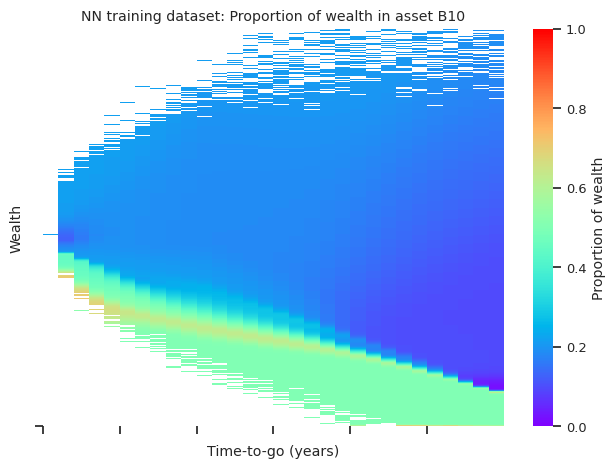 NN training dataset: Proportion of wealth in asset B10
Wealth
Time-to-go (years)
1.0
0.8
0.6
0.4
0.2
0.0
Proportion of wealth